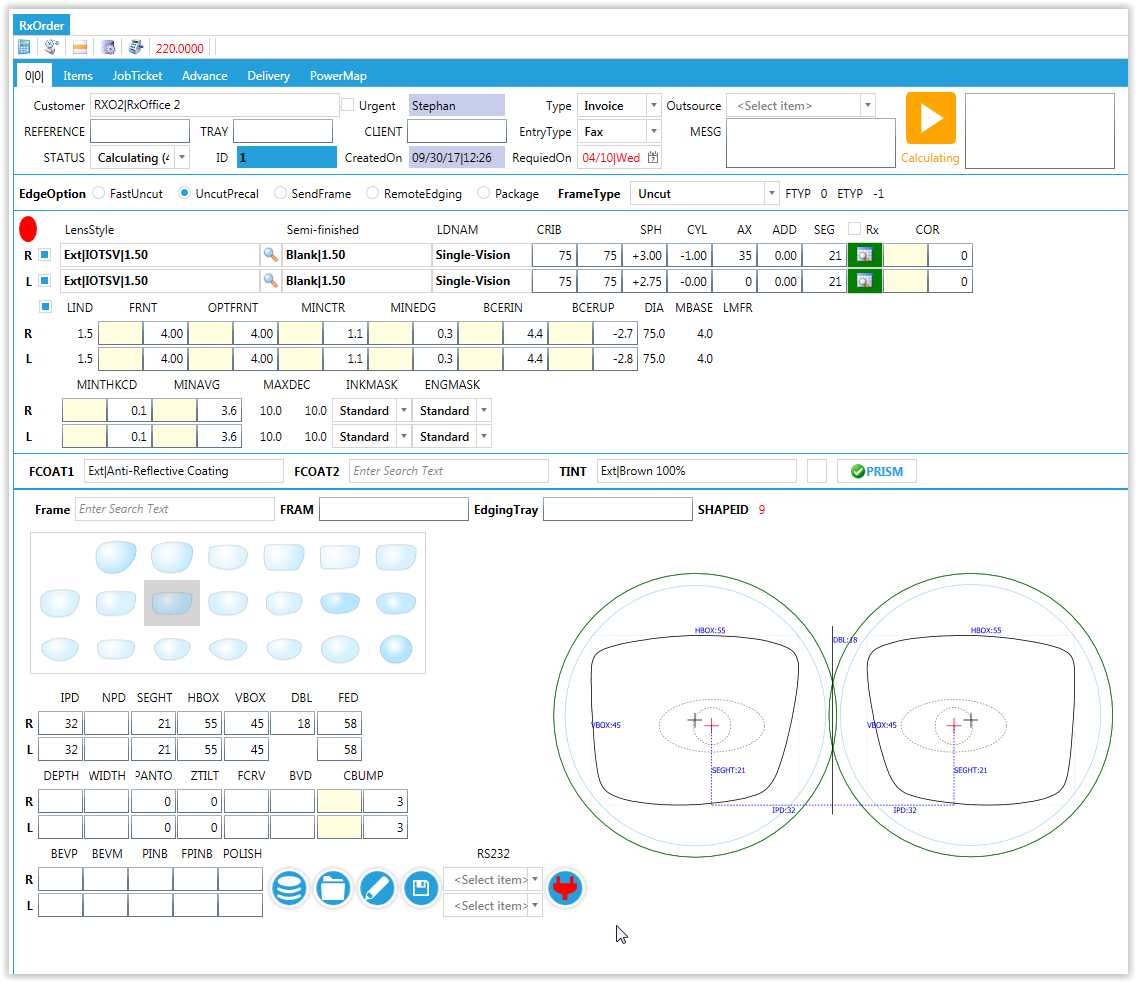 RxOrder
220.0000
0|0| Items JobTicket Advance Delivery PowerMap
Customer RXO2|RxOffice 2 Urgent Stephan Type Invoice Outsource <Select item>
REFERENCE TRAY CLIENT EntryType Fax MESG
STATUS Calculating (4 ID 1 CreatedOn 09/30/17|12:26 RequiedOn 04/10|Wed Calculating
EdgeOption FastUncut UncutPrecal SendFrame RemoteEdging Package FrameType Uncut FTYP 0 ETYP -1
LensStyle Semi-finished LDNAM CRIB SPH CYL AX ADD SEG Rx COR
R Ext|IOTSV|1.50 Blank|1.50 Single-Vision 75 75 +3.00 -1.00 35 0.00 21 0
L Ext|IOTSV|1.50 Blank|1.50 Single-Vision 75 75 +2.75 -0.00 0 0.00 21 0
LIND FRNT OPTFRNT MINCTR MINEDG BCERIN BCERUP DIA MBASE LMFR
R 1.5 4.00 4.00 1.1 0.3 4.4 -2.7 75.0 4.0
L 1.5 4.00 4.00 1.1 0.3 4.4 -2.8 75.0 4.0
MINTHKCD MINAVG MAXDEC INKMASK ENGMASK
R 0.1 3.6 10.0 10.0 Standard Standard
L 0.1 3.6 10.0 10.0 Standard Standard
FCOAT1 Ext|Anti-Reflective Coating FCOAT2 Enter Search Text TINT Ext|Brown 100% PRISM
Frame Enter Search Text FRAM EdgingTray SHAPEID 9
HBOX:55 DBL:18 HBOX:55
VBOX:45 VBOX:45
SEGHT:21 SEGHT:21
IPD:32 IPD:32
IPD NPD SEGHT HBOX VBOX DBL FED
R 32 21 55 45 18 58
L 32 21 55 45 58
DEPTH WIDTH PANTO ZTILT FCRV BVD CBUMP
R 0 0 3
L 0 0 3
BEVP BEVM PINB FPINB POLISH RS232
R <Select item>
L <Select item>